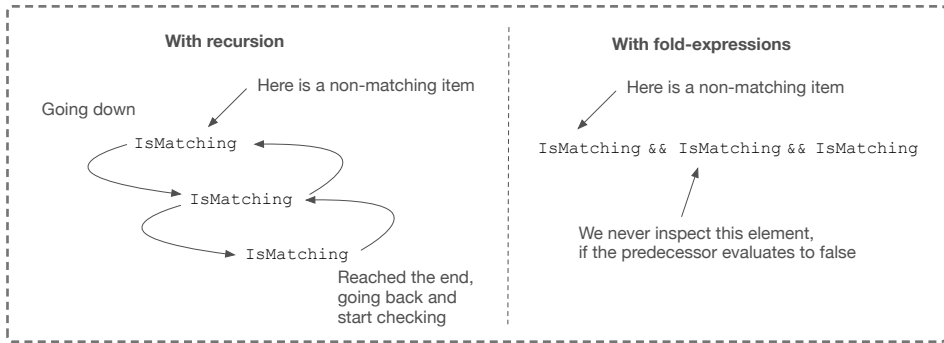 With recursion
Here is a non-matching item
Going down
IsMatching
IsMatching
IsMatching
Reached the end,
going back and
start checking
With fold-expressions
Here is a non-matching item
IsMatching && IsMatching && IsMatching
We never inspect this element,
if the predecessor evaluates to false